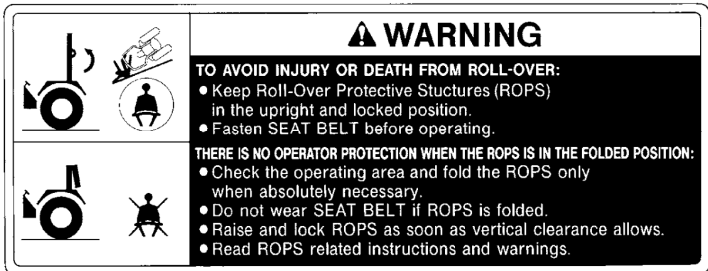 WARNING
TO AVOID INJURY OR DEATH FROM ROLL-OVER:
● Keep Roll-Over Protective Stuctures (ROPS)
in the upright and locked position.
● Fasten SEAT BELT before operating.
THERE IS NO OPERATOR PROTECTION WHEN THE ROPS IS IN THE FOLDED POSITION:
● Check the operating area and fold the ROPS only
when absolutely necessary.
● Do not wear SEAT BELT if ROPS is folded.
● Raise and lock ROPS as soon as vertical clearance allows.
● Read ROPS related instructions and warnings.